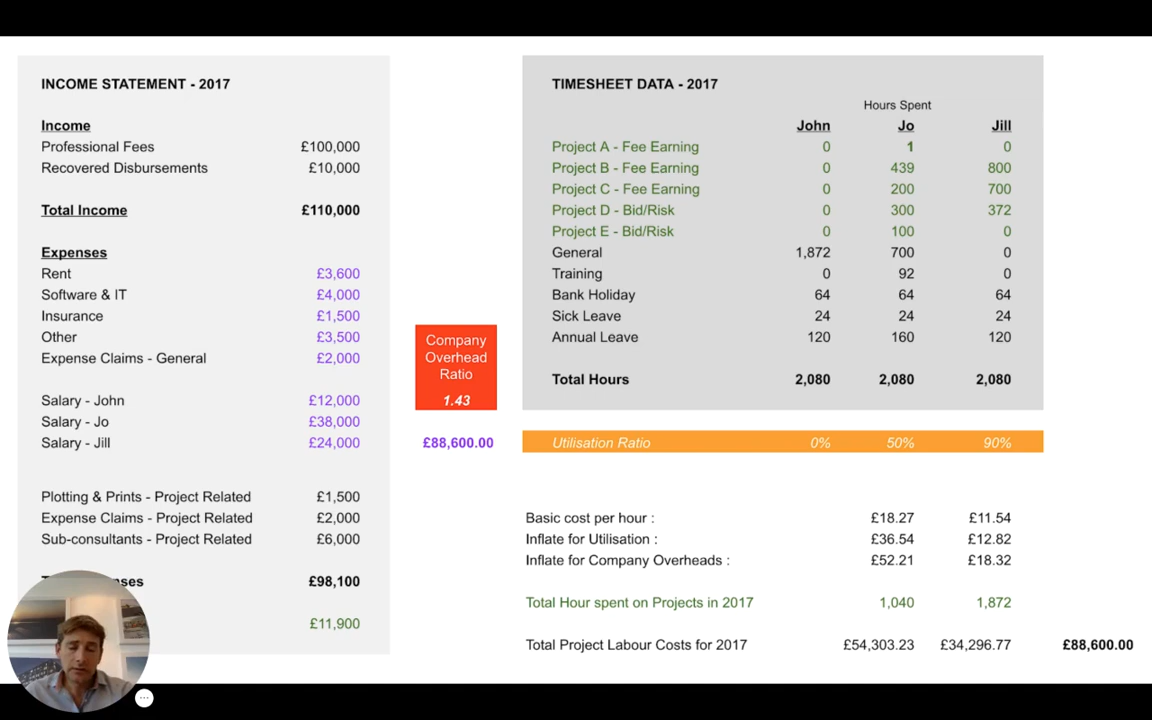 INCOME STATEMENT - 2017
Income
Professional Fees £100,000
Recovered Disbursements £10,000
Total Income £110,000
Expenses
Rent £3,600
Software & IT £4,000
Insurance £1,500
Other £3,500
Expense Claims - General £2,000
Salary - John £12,000
Salary - Jo £38,000
Salary - Jill £24,000
Plotting & Prints - Project Related £1,500
Expense Claims - Project Related £2,000
Sub-consultants - Project Related £6,000
£98,100
£11,900
Company
Overhead
Ratio
1.43
£88,600.00
TIMESHEET DATA - 2017
Hours Spent
John Jo Jill
Project A - Fee Earning 0 1 0
Project B - Fee Earning 0 439 800
Project C - Fee Earning 0 200 700
Project D - Bid/Risk 0 300 372
Project E - Bid/Risk 0 100 0
General 1,872 700 0
Training 0 92 0
Bank Holiday 64 64 64
Sick Leave 24 24 24
Annual Leave 120 160 120
Total Hours 2,080 2,080 2,080
Utilisation Ratio 0% 50% 90%
Basic cost per hour : £18.27 £11.54
Inflate for Utilisation : £36.54 £12.82
Inflate for Company Overheads : £52.21 £18.32
Total Hour spent on Projects in 2017 1,040 1,872
Total Project Labour Costs for 2017 £54,303.23 £34,296.77 £88,600.00